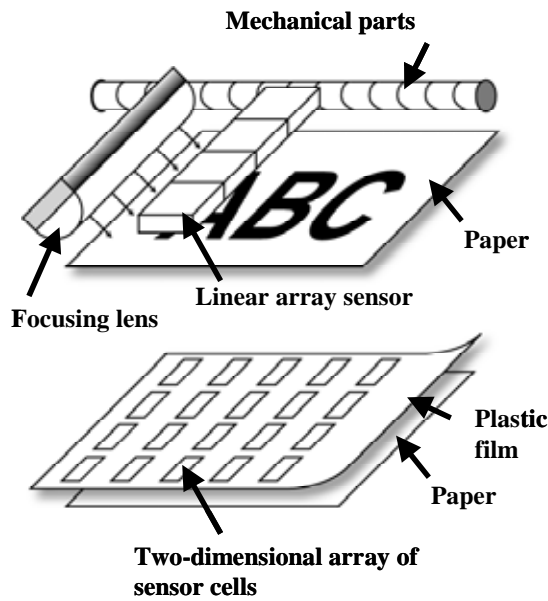 Mechanical parts
ABC
Paper
Linear array sensor
Focusing lens
Plastic
film
Paper
Two-dimensional array of
sensor cells